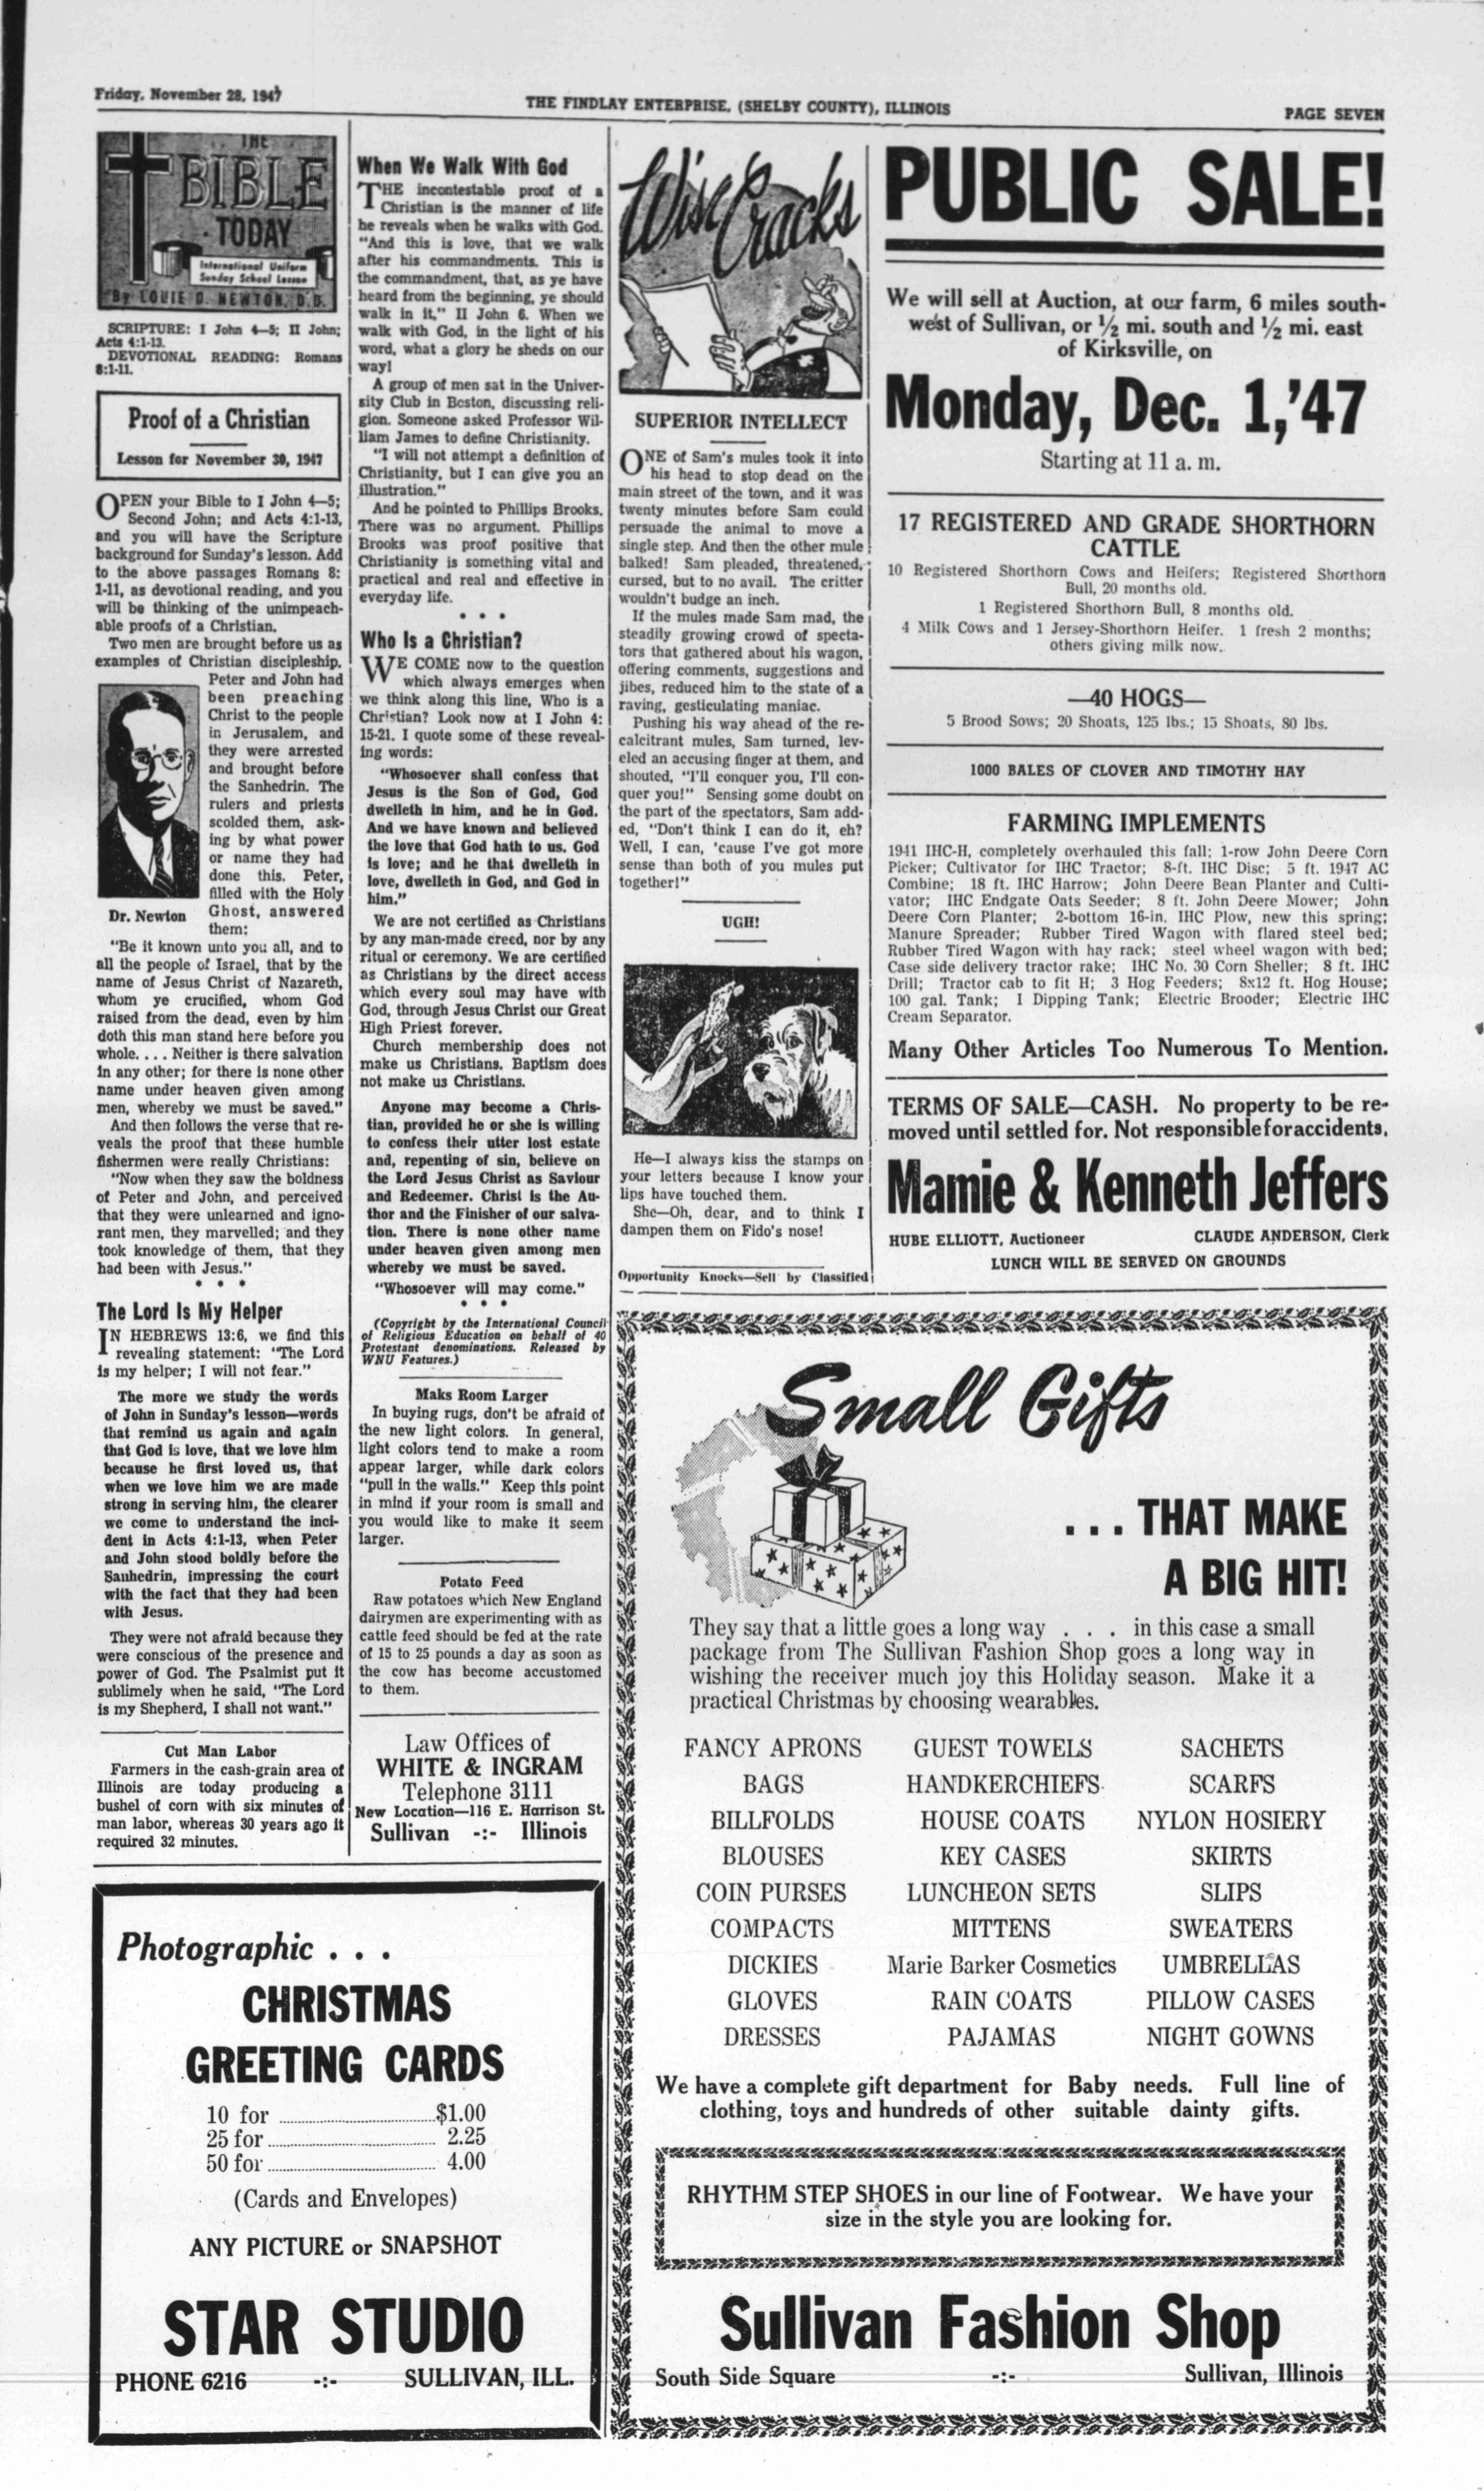 Friday, November 28, 1947
THE FINDLAY ENTERPRISE, (SHELBY COUNTY), ILLINOIS
PAGE SEVEN
THE
BIBLE
TODAY
International Uniform
Sunday School Lesson
By LOUIE D. NEWTON, D.D.
SCRIPTURE: I John 4—5; II John;
Acts 4:1-13.
DEVOTIONAL READING: Romans
8:1-11.
Proof of a Christian
Lesson for November 30, 1947
OPEN your Bible to I John 4—5;
Second John; and Acts 4:1-13,
and you will have the Scripture
background for Sunday's lesson. Add
to the above passages Romans 8:
1-11, as devotional reading, and you
will be thinking of the unimpeach-
able proofs of a Christian.
Two men are brought before us as
examples of Christian discipleship.
Peter and John had
been preaching
Christ to the people
in Jerusalem, and
they were arrested
and brought before
the Sanhedrin. The
rulers and priests
scolded them, ask-
ing by what power
or name they had
done this. Peter,
filled with the Holy
Ghost, answered
them:
Dr. Newton
"Be it known unto you all, and to
all the people of Israel, that by the
name of Jesus Christ of Nazareth,
whom ye crucified, whom God
raised from the dead, even by him
doth this man stand here before you
whole. . . . Neither is there salvation
in any other; for there is none other
name under heaven given among
men, whereby we must be saved."
And then follows the verse that re-
veals the proof that these humble
fishermen were really Christians:
"Now when they saw the boldness
of Peter and John, and perceived
that they were unlearned and igno-
rant men, they marvelled; and they
took knowledge of them, that they
had been with Jesus."
* * *
The Lord Is My Helper
IN HEBREWS 13:6, we find this
revealing statement: "The Lord
is my helper; I will not fear."
The more we study the words
of John in Sunday's lesson—words
that remind us again and again
that God is love, that we love him
because he first loved us, that
when we love him we are made
strong in serving him, the clearer
we come to understand the inci-
dent in Acts 4:1-13, when Peter
and John stood boldly before the
Sanhedrin, impressing the court
with the fact that they had been
with Jesus.
They were not afraid because they
were conscious of the presence and
power of God. The Psalmist put it
sublimely when he said, "The Lord
is my Shepherd, I shall not want."
Cut Man Labor
Farmers in the cash-grain area of
Illinois are today producing a
bushel of corn with six minutes of
man labor, whereas 30 years ago it
required 32 minutes.
When We Walk With God
THE incontestable proof of a
Christian is the manner of life
he reveals when he walks with God.
"And this is love, that we walk
after his commandments. This is
the commandment, that, as ye have
heard from the beginning, ye should
walk in it," II John 6. When we
walk with God, in the light of his
word, what a glory he sheds on our
way!
A group of men sat in the Univer-
sity Club in Boston, discussing reli-
gion. Someone asked Professor Wil-
liam James to define Christianity.
"I will not attempt a definition of
Christianity, but I can give you an
illustration."
And he pointed to Phillips Brooks.
There was no argument. Phillips
Brooks was proof positive that
Christianity is something vital and
practical and real and effective in
everyday life.
* * *
Who Is a Christian?
WE COME now to the question
which always emerges when
we think along this line, Who is a
Christian? Look now at I John 4:
15-21. I quote some of these reveal-
ing words:
"Whosoever shall confess that
Jesus is the Son of God, God
dwelleth in him, and he in God.
And we have known and believed
the love that God hath to us. God
is love; and he that dwelleth in
love, dwelleth in God, and God in
him."
We are not certified as Christians
by any man-made creed, nor by any
ritual or ceremony. We are certified
as Christians by the direct access
which every soul may have with
God, through Jesus Christ our Great
High Priest forever.
Church membership does not
make us Christians. Baptism does
not make us Christians.
Anyone may become a Chris-
tian, provided he or she is willing
to confess their utter lost estate
and, repenting of sin, believe on
the Lord Jesus Christ as Saviour
and Redeemer. Christ is the Au-
thor and the Finisher of our salva-
tion. There is none other name
under heaven given among men
whereby we must be saved.
"Whosoever will may come."
* * *
(Copyright by the International Council
of Religious Education on behalf of 40
Protestant denominations. Released by
WNU Features.)
Maks Room Larger
In buying rugs, don't be afraid of
the new light colors. In general,
light colors tend to make a room
appear larger, while dark colors
"pull in the walls." Keep this point
in mind if your room is small and
you would like to make it seem
larger.
Potato Feed
Raw potatoes which New England
dairymen are experimenting with as
cattle feed should be fed at the rate
of 15 to 25 pounds a day as soon as
the cow has become accustomed
to them.
Law Offices of
WHITE & INGRAM
Telephone 3111
New Location—116 E. Harrison St.
Sullivan -:- Illinois
Wise Cracks
SUPERIOR INTELLECT
ONE of Sam's mules took it into
his head to stop dead on the
main street of the town, and it was
twenty minutes before Sam could
persuade the animal to move a
single step. And then the other mule
balked! Sam pleaded, threatened,
cursed, but to no avail. The critter
wouldn't budge an inch.
If the mules made Sam mad, the
steadily growing crowd of specta-
tors that gathered about his wagon,
offering comments, suggestions and
jibes, reduced him to the state of a
raving, gesticulating maniac.
Pushing his way ahead of the re-
calcitrant mules, Sam turned, lev-
eled an accusing finger at them, and
shouted, "I'll conquer you, I'll con-
quer you!" Sensing some doubt on
the part of the spectators, Sam add-
ed, "Don't think I can do it, eh?
Well, I can, 'cause I've got more
sense than both of you mules put
together!"
UGH!
He—I always kiss the stamps on
your letters because I know your
lips have touched them.
She—Oh, dear, and to think I
dampen them on Fido's nose!
Opportunity Knocks—Sell by Classified
PUBLIC SALE!
We will sell at Auction, at our farm, 6 miles south-
west of Sullivan, or ½ mi. south and ½ mi. east
of Kirksville, on
Monday, Dec. 1,'47
Starting at 11 a. m.
17 REGISTERED AND GRADE SHORTHORN
CATTLE
10 Registered Shorthorn Cows and Heifers; Registered Shorthorn
Bull, 20 months old.
1 Registered Shorthorn Bull, 8 months old.
4 Milk Cows and 1 Jersey-Shorthorn Heifer. 1 fresh 2 months;
others giving milk now.
—40 HOGS—
5 Brood Sows; 20 Shoats, 125 lbs.; 15 Shoats, 80 lbs.
1000 BALES OF CLOVER AND TIMOTHY HAY
FARMING IMPLEMENTS
1941 IHC-H, completely overhauled this fall; 1-row John Deere Corn
Picker; Cultivator for IHC Tractor; 8-ft. IHC Disc; 5 ft. 1947 AC
Combine; 18 ft. IHC Harrow; John Deere Bean Planter and Culti-
vator; IHC Endgate Oats Seeder; 8 ft. John Deere Mower; John
Deere Corn Planter; 2-bottom 16-in. IHC Plow, new this spring;
Manure Spreader; Rubber Tired Wagon with flared steel bed;
Rubber Tired Wagon with hay rack; steel wheel wagon with bed;
Case side delivery tractor rake; IHC No. 30 Corn Sheller; 8 ft. IHC
Drill; Tractor cab to fit H; 3 Hog Feeders; 8x12 ft. Hog House;
100 gal. Tank; 1 Dipping Tank; Electric Brooder; Electric IHC
Cream Separator.
Many Other Articles Too Numerous To Mention.
TERMS OF SALE—CASH. No property to be re-
moved until settled for. Not responsible for accidents.
Mamie & Kenneth Jeffers
HUBE ELLIOTT, Auctioneer CLAUDE ANDERSON, Clerk
LUNCH WILL BE SERVED ON GROUNDS
Photographic . . .
CHRISTMAS
GREETING CARDS
10 for $1.00
25 for 2.25
50 for 4.00
(Cards and Envelopes)
ANY PICTURE or SNAPSHOT
STAR STUDIO
PHONE 6216 -:- SULLIVAN, ILL.
Small Gifts
. . . THAT MAKE
A BIG HIT!
They say that a little goes a long way . . . in this case a small
package from The Sullivan Fashion Shop goes a long way in
wishing the receiver much joy this Holiday season. Make it a
practical Christmas by choosing wearables.
FANCY APRONS GUEST TOWELS SACHETS
BAGS HANDKERCHIEFS SCARFS
BILLFOLDS HOUSE COATS NYLON HOSIERY
BLOUSES KEY CASES SKIRTS
COIN PURSES LUNCHEON SETS SLIPS
COMPACTS MITTENS SWEATERS
DICKIES Marie Barker Cosmetics UMBRELLAS
GLOVES RAIN COATS PILLOW CASES
DRESSES PAJAMAS NIGHT GOWNS
We have a complete gift department for Baby needs. Full line of
clothing, toys and hundreds of other suitable dainty gifts.
RHYTHM STEP SHOES in our line of Footwear. We have your
size in the style you are looking for.
Sullivan Fashion Shop
South Side Square -:- Sullivan, Illinois